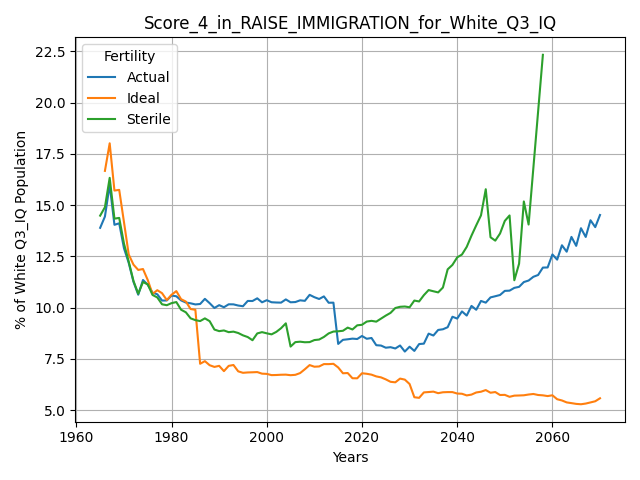 Score_4_in_RAISE_IMMIGRATION_for_White_Q3_IQ
% of White Q3_IQ Population
22.5
20.0
17.5
15.0
12.5
10.0
7.5
5.0
Fertility
Actual
Ideal
Sterile
1960
1980
2000
2020
2040
2060
Years